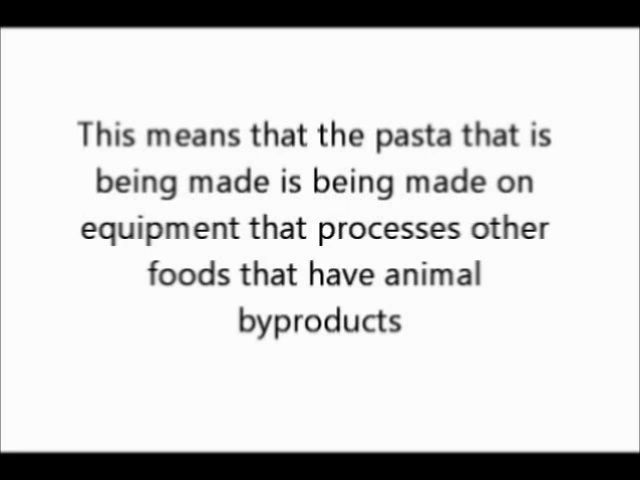 This means that the pasta that is
being made is being made on
equipment that processes other
foods that have animal
byproducts